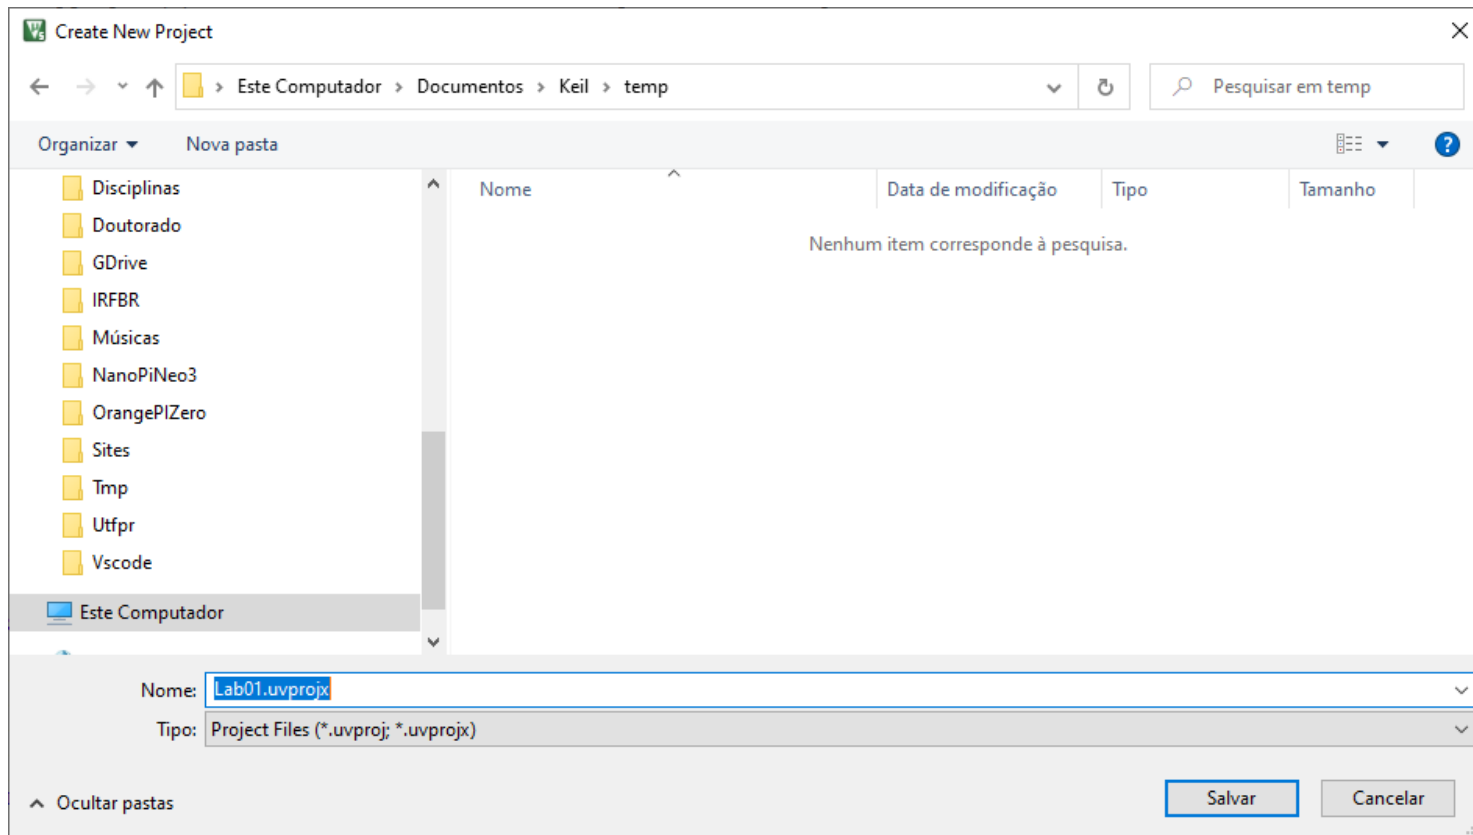 Create New Project
Este Computador > Documentos > Keil > temp
Pesquisar em temp
Organizar
Nova pasta
?
Disciplinas
Doutorado
GDrive
IRFBR
Músicas
NanoPiNeo3
OrangePIZero
Sites
Tmp
Utfpr
Vscode
Este Computador
Nome Data de modificação Tipo Tamanho
Nenhum item corresponde à pesquisa.
Nome: Lab01.uvprojx
Tipo: Project Files (*.uvproj; *.uvprojx)
Ocultar pastas
Salvar
Cancelar